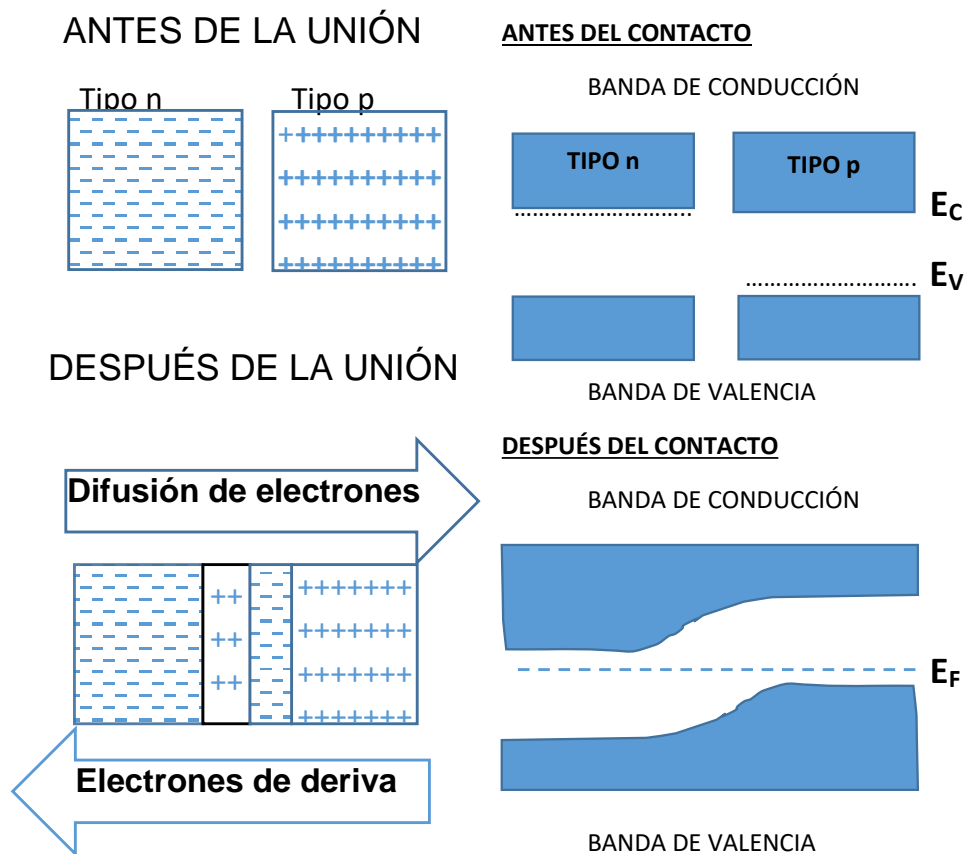 ANTES DE LA UNIÓN
Tipo n
Tipo p
DESPUÉS DE LA UNIÓN
Difusión de electrones
Electrones de deriva
ANTES DEL CONTACTO
BANDA DE CONDUCCIÓN
TIPO n
TIPO p
EC
EV
BANDA DE VALENCIA
DESPUÉS DEL CONTACTO
BANDA DE CONDUCCIÓN
EF
BANDA DE VALENCIA